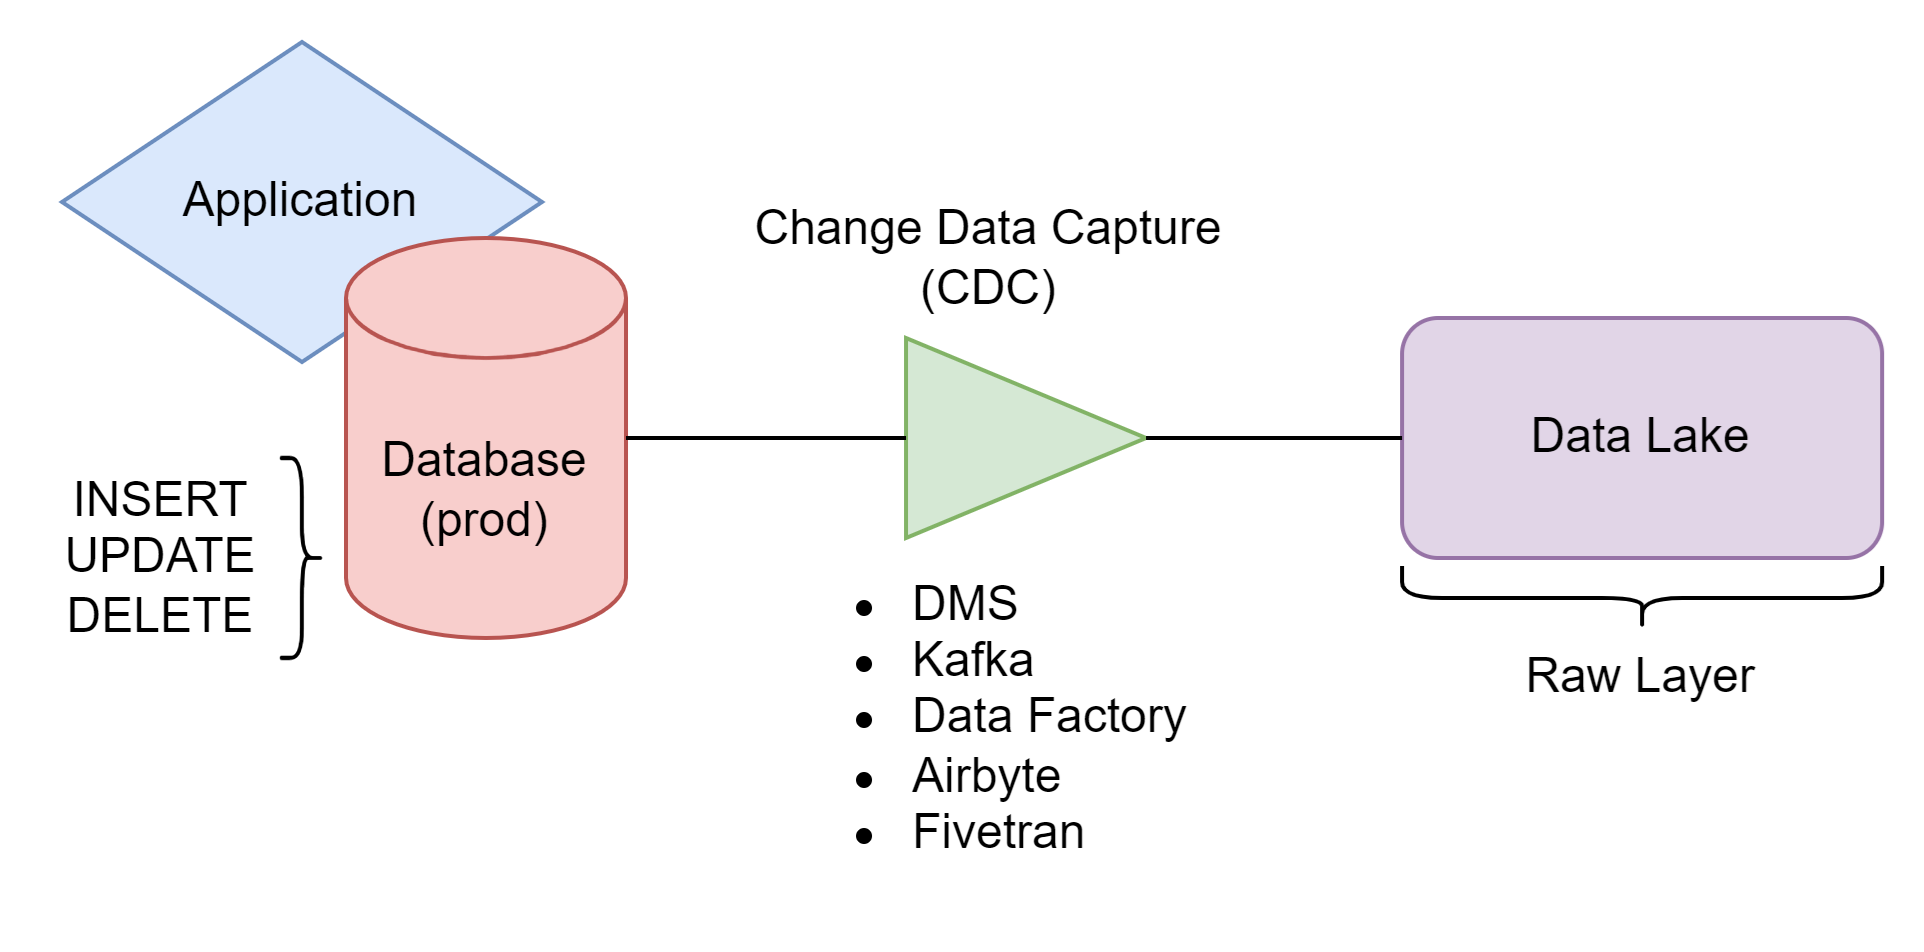 Application
Change Data Capture
(CDC)
Database
(prod)
INSERT
UPDATE
DELETE
Data Lake
DMS
Kafka
Data Factory
Airbyte
Fivetran
Raw Layer